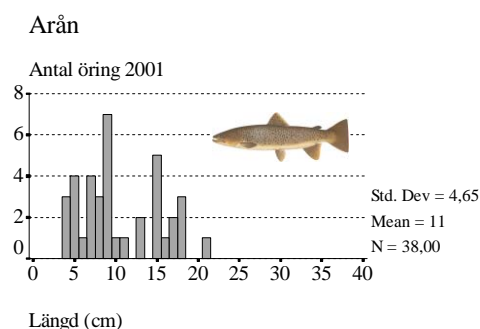 Arån
Antal öring 2001
8
6
4
2
0
Std. Dev = 4,65
Mean = 11
N = 38,00
0 5 10 15 20 25 30 35 40
Längd (cm)